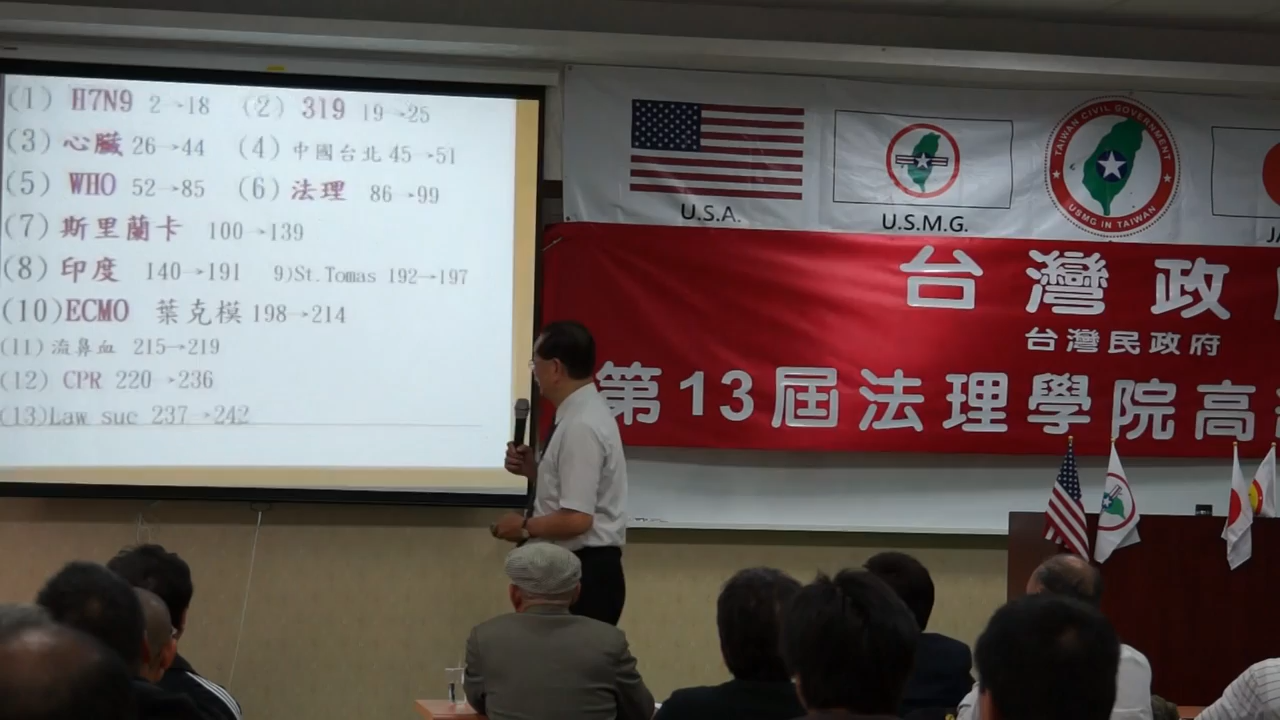 (1) H7N9 2→18 (2) 319 19→25
(3) 心臟 26→44 (4) 中國台北 45→51
(5) WHO 52→85 (6) 法理 86→99
(7) 斯里蘭卡 100→139
(8) 印度 140→191 9)St.Tomas 192→197
(10)ECMO 葉克模 198→214
(11) 流鼻血 215→219
(12) CPR 220→236
(13)Law suc 237→242
U.S.A.
U.S.M.G.
TAIWAN CIVIL GOVERNMENT
USMG IN TAIWAN
JA
台灣政
台灣民政府
第13屆法理學院高